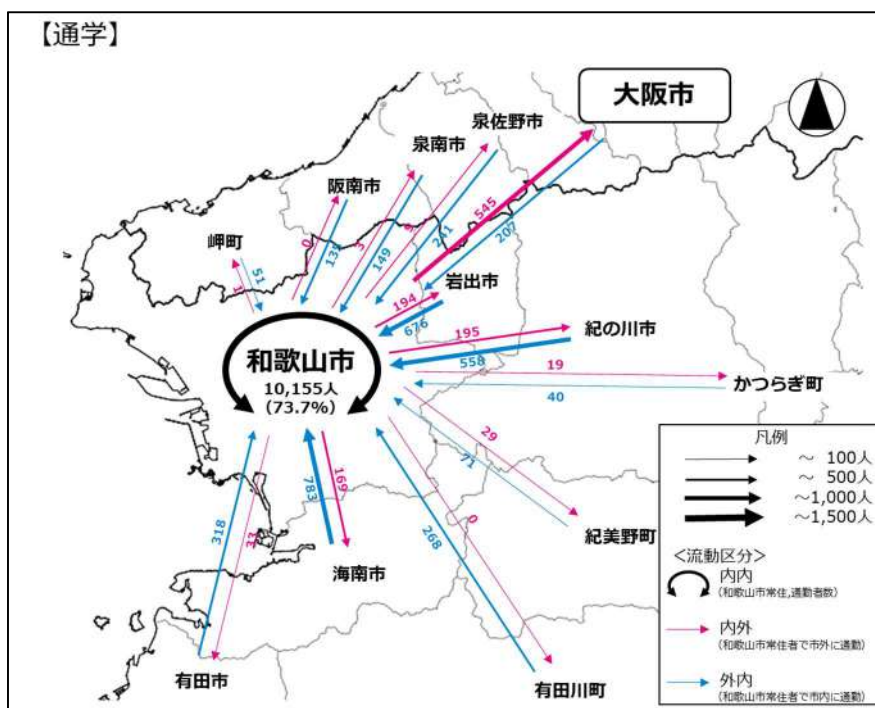 【通学】
大阪市
泉佐野市
泉南市
阪南市
岬町
545
207
241
3
149
0
51
1
岩出市
194
676
195
紀の川市
558
和歌山市
10,155人
(73.7%)
19
かつらぎ町
40
29
71
紀美野町
0
268
有田川町
169
783
海南市
318
33
有田市
凡例
～ 100人
～ 500人
～1,000人
～1,500人
＜流動区分＞
内内
(和歌山市常住,通勤者数)
内外
(和歌山市常住者で市外に通勤)
外内
(和歌山市常住者で市内に通勤)